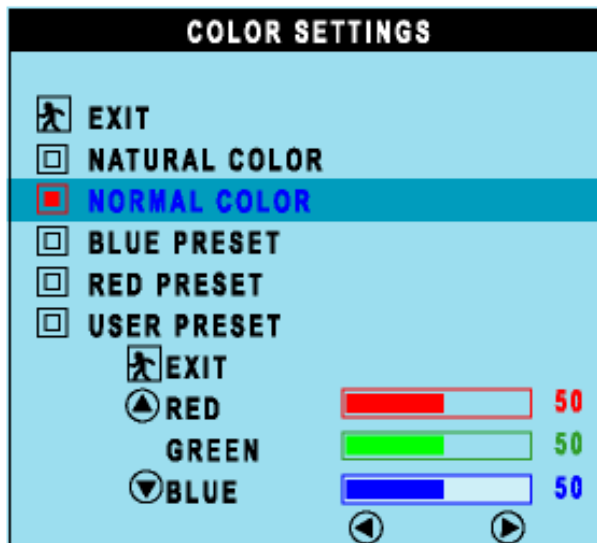 COLOR SETTINGS
EXIT
NATURAL COLOR
NORMAL COLOR
BLUE PRESET
RED PRESET
USER PRESET
EXIT
RED 50
GREEN 50
BLUE 50